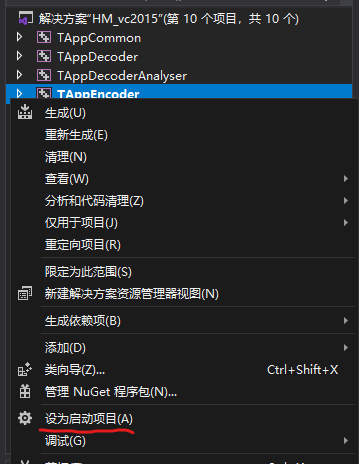 解决方案"HM_vc2015"(第 10 个项目，共 10 个)
TAppCommon
TAppDecoder
TAppDecoderAnalyser
TAppEncoder
生成(U)
重新生成(E)
清理(N)
查看(W)
分析和代码清理(Z)
仅用于项目(J)
重定向项目(R)
限定为此范围(S)
新建解决方案资源管理器视图(N)
生成依赖项(B)
添加(D)
类向导(Z)... Ctrl+Shift+X
管理 NuGet 程序包(N)...
设为启动项目(A)
调试(G)